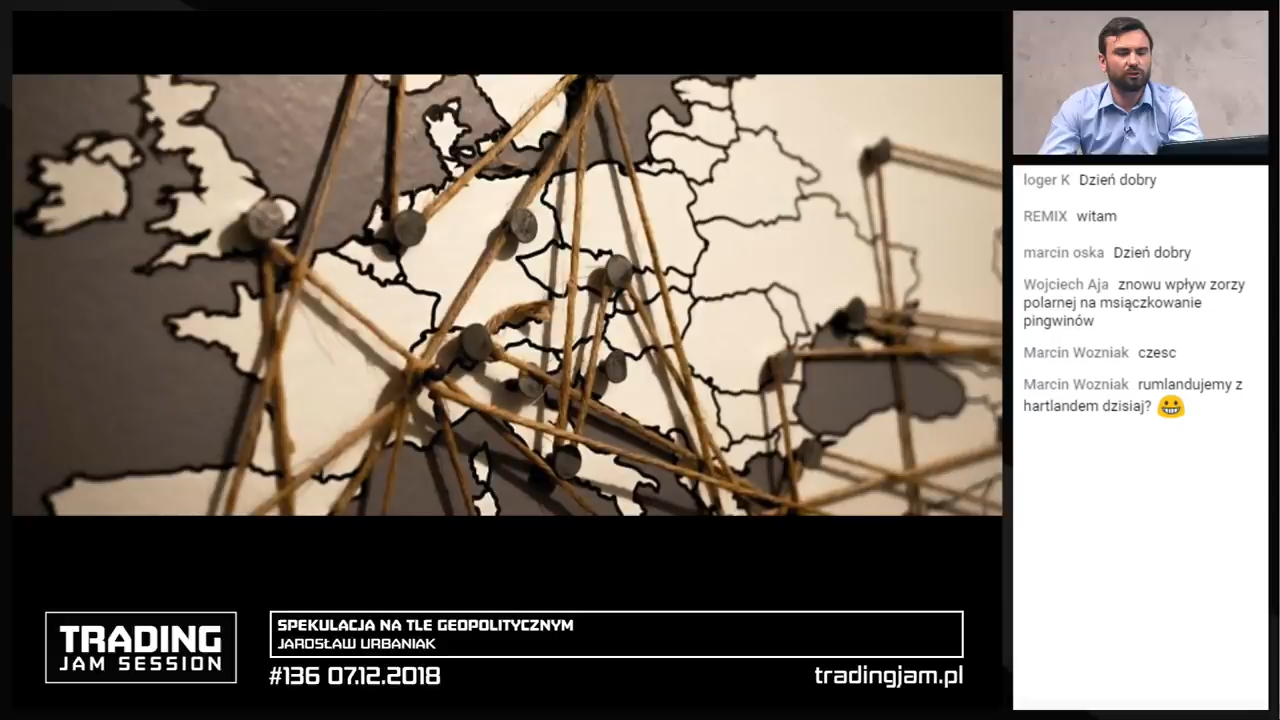 loger K Dzień dobry
REMIX witam
marcin oska Dzień dobry
Wojciech Aja znowu wpływ zorzy
polarnej na msiączkowanie
pingwinów
Marcin Wozniak czesc
Marcin Wozniak rumlandujemy z
hartlandem dzisiaj? 😀
TRADING
JAM SESSION
SPEKULACJA NA TLE GEOPOLITYCZNYM
JAROSŁAW URBANIAK
#136 07.12.2018
tradingjam.pl